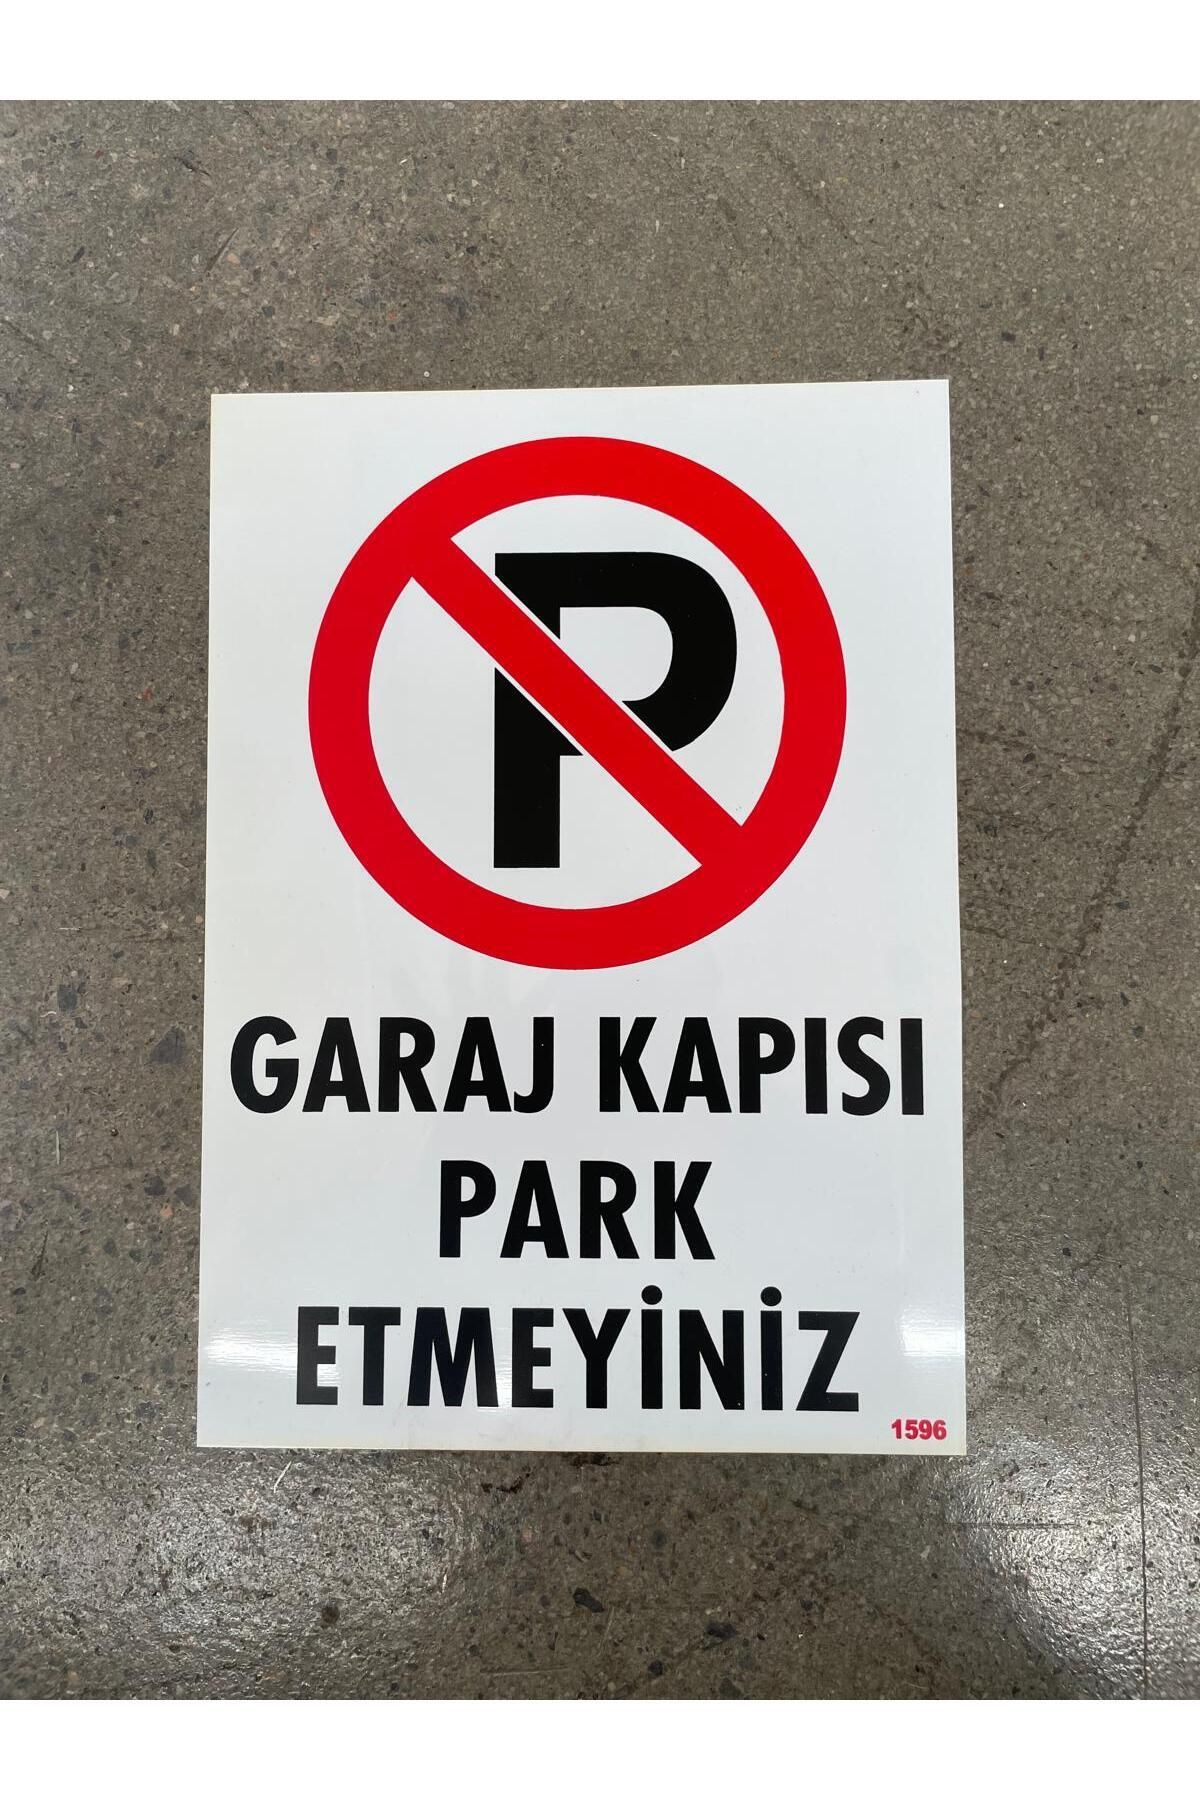 P
GARAJ KAPISI
PARK
ETMEYİNİZ
1596